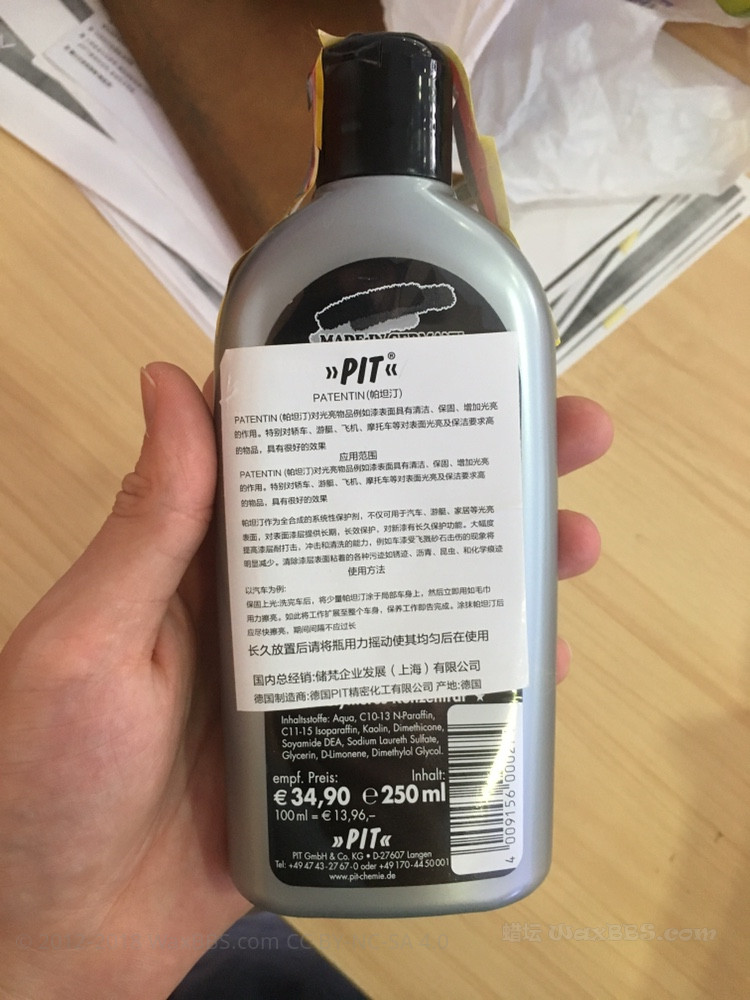 MADE IN GERMANY
»PIT®«
PATENTIN(帕坦汀)
PATENTIN(帕坦汀)对光亮物品例如漆表面具有清洁、保固、增加光亮
的作用。特别对轿车、游艇、飞机、摩托车等对表面光亮及保洁要求高
的物品，具有很好的效果
应用范围
PATENTIN (帕坦汀)对光亮物品例如漆表面具有清洁、保固、增加光亮
的作用。特别对轿车、游艇、飞机、摩托车等对表面光亮及保洁要求高
的物品，具有很好的效果
帕坦汀作为全合成的系统性保护剂，不仅可用于汽车、游艇、家居等光亮
表面，对表面漆层提供长期，长效保护，对新漆有长久保护功能。大幅度
提高漆层耐打击，冲击和清洗的能力，例如车漆受飞溅砂石击伤的现象将
明显减少。清除漆层表面粘着的各种污迹如锈迹、沥青、昆虫、和化学痕迹
使用方法
以汽车为例:
保固上光:洗完车后，将少量帕坦汀涂于局部车身上，然后立即用如毛巾
用力擦亮。如此将工作扩展至整个车身，保养工作即告完成。涂抹帕坦汀后
应尽快擦亮，期间间隔不应过长
长久放置后请将瓶用力摇动使其均匀后在使用
国内总经销:储梵企业发展（上海）有限公司
德国制造商:德国PIT精密化工有限公司 产地:德国
Inhaltsstoffe: Aqua, C10-13 N-Paraffin,
C11-15 Isoparaffin, Kaolin, Dimethicone,
Soyamide DEA, Sodium Laureth Sulfate,
Glycerin, D-Limonene, Dimethylol Glycol.
empf. Preis: Inhalt:
€ 34,90 ℮ 250 ml
100 ml = € 13,96,–
»PIT«
PIT GmbH & Co. KG • D-27607 Langen
Tel: +49 47 43-27 67-0 oder +49 170-44 50 001
www.pit-chemie.de
4 009156 0002
蜡坛 WaxBBS.com